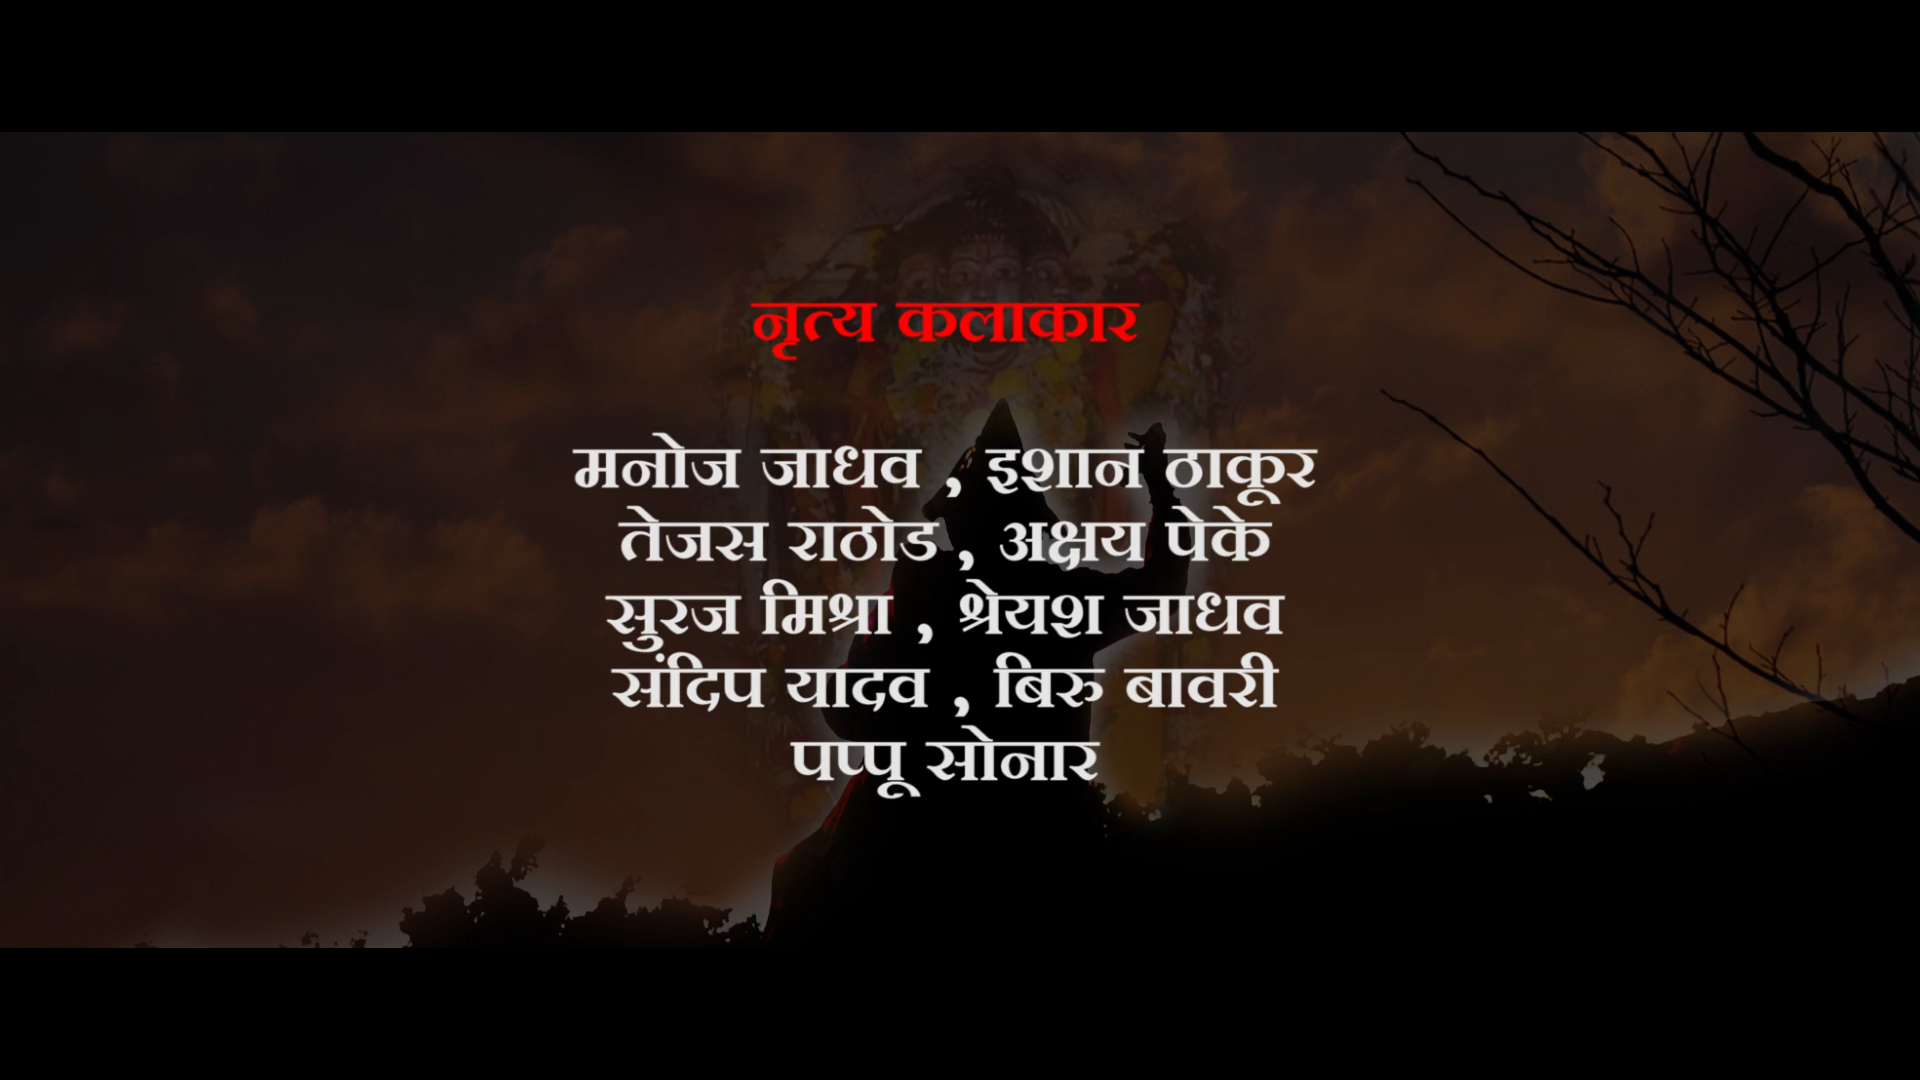 नृत्य कलाकार
मनोज जाधव , इशान ठाकूर
तेजस राठोड , अक्षय पेके
सुरज मिश्रा , श्रेयश जाधव
संदिप यादव , बिरु बावरी
पप्पू सोनार